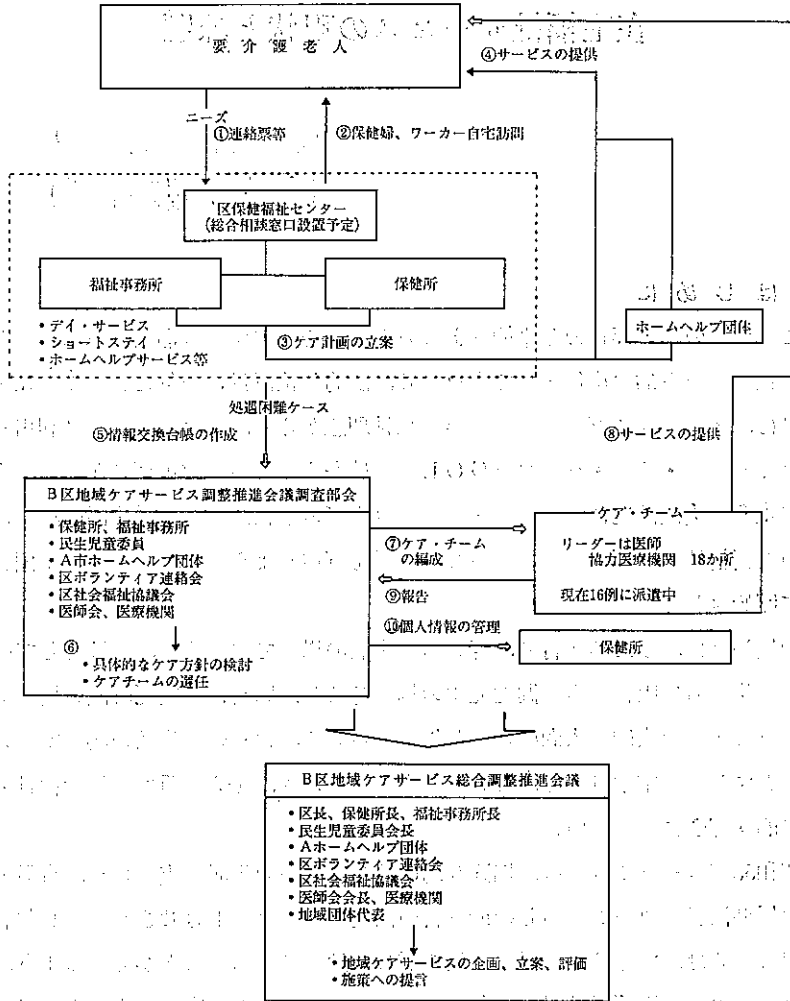 要介護老人
④サービスの提供
ニーズ
①連絡票等
②保健婦、ワーカー自宅訪問
区保健福祉センター
(総合相談窓口設置予定)
福祉事務所
保健所
はじめに
ホームヘルプ団体
・デイ・サービス
・ショートステイ
・ホームヘルプサービス等
③ケア計画の立案
処遇困難ケース
⑤情報交換台帳の作成
⑧サービスの提供
B区地域ケアサービス調整推進会議調査部会
・保健所、福祉事務所
・民生児童委員
・A市ホームヘルプ団体
・区ボランティア連絡会
・区社会福祉協議会
・医師会、医療機関
⑥
・具体的なケア方針の検討
・ケアチームの選任
⑦ケア・チーム
の編成
⑨報告
⑩個人情報の管理
ケア・チーム
リーダーは医師
協力医療機関 18か所
現在16例に派遣中
保健所
B区地域ケアサービス総合調整推進会議
・区長、保健所長、福祉事務所長
・民生児童委員会長
・Aホームヘルプ団体
・区ボランティア連絡会
・区社会福祉協議会
・医師会会長、医療機関
・地域団体代表
・地域ケアサービスの企画、立案、評価
・施策への提言